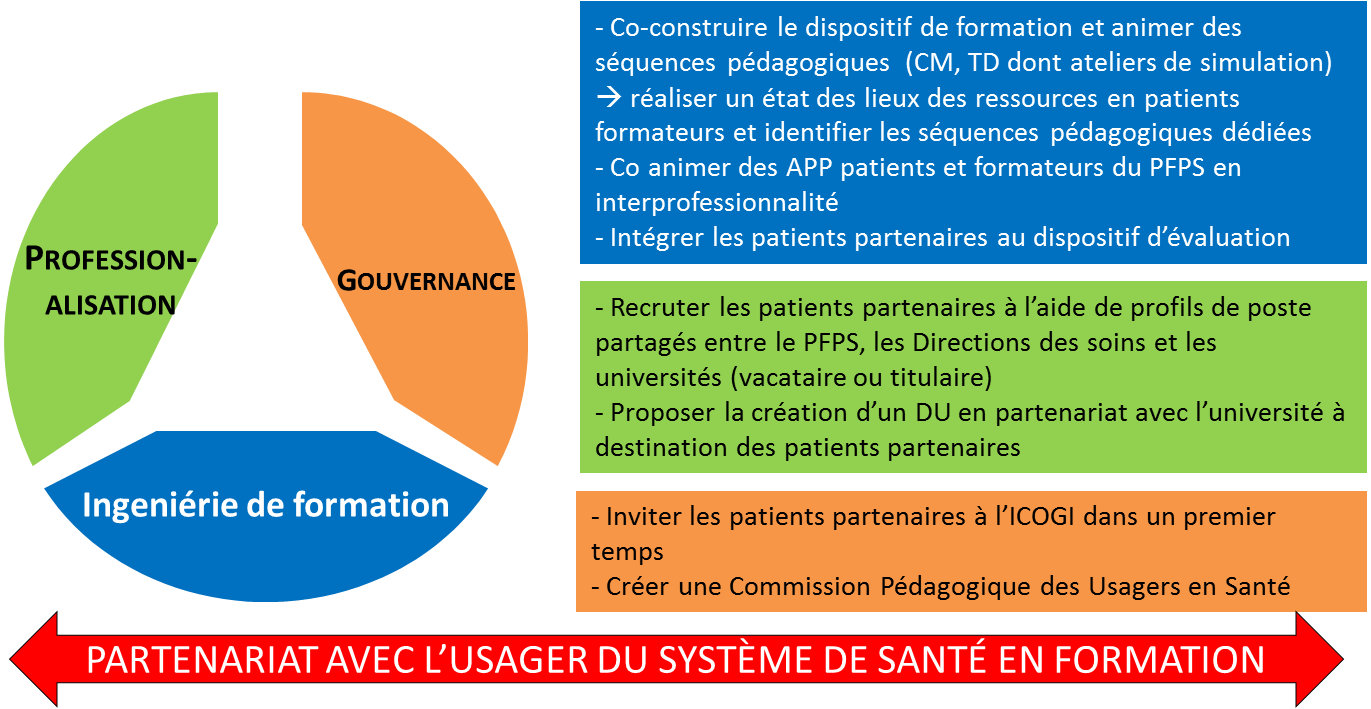 PROFESSION-
ALISATION
GOUVERNANCE
Ingeniérie de formation
- Co-construire le dispositif de formation et animer des
séquences pédagogiques (CM, TD dont ateliers de simulation)
→ réaliser un état des lieux des ressources en patients
formateurs et identifier les séquences pédagogiques dédiées
- Co animer des APP patients et formateurs du PFPS en
interprofessionnalité
- Intégrer les patients partenaires au dispositif d’évaluation
- Recruter les patients partenaires à l’aide de profils de poste
partagés entre le PFPS, les Directions des soins et les
universités (vacataire ou titulaire)
- Proposer la création d’un DU en partenariat avec l’université à
destination des patients partenaires
- Inviter les patients partenaires à l’ICOGI dans un premier
temps
- Créer une Commission Pédagogique des Usagers en Santé
PARTENARIAT AVEC L’USAGER DU SYSTÈME DE SANTÉ EN FORMATION